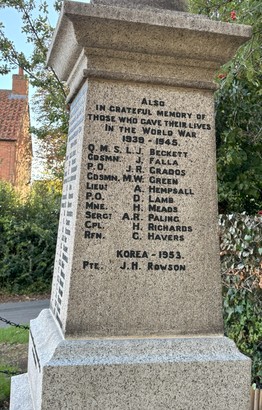 ALSO
IN GRATEFUL MEMORY OF
THOSE WHO GAVE THEIR LIVES
IN THE WORLD WAR
1939 - 1945.
Q.M.S. L.J. BECKETT
GDSMN. J. FALLA
P.O. J.R. GRADOS
GDSMN. M.W. GREEN
LIEUT A. HEMPSALL
P.O. D. LAMB
MNE. H. MEADS
SERGT A.R. PALING
CPL. H. RICHARDS
RFN. C. HAVERS
KOREA - 1953.
PTE. J.H. ROWSON